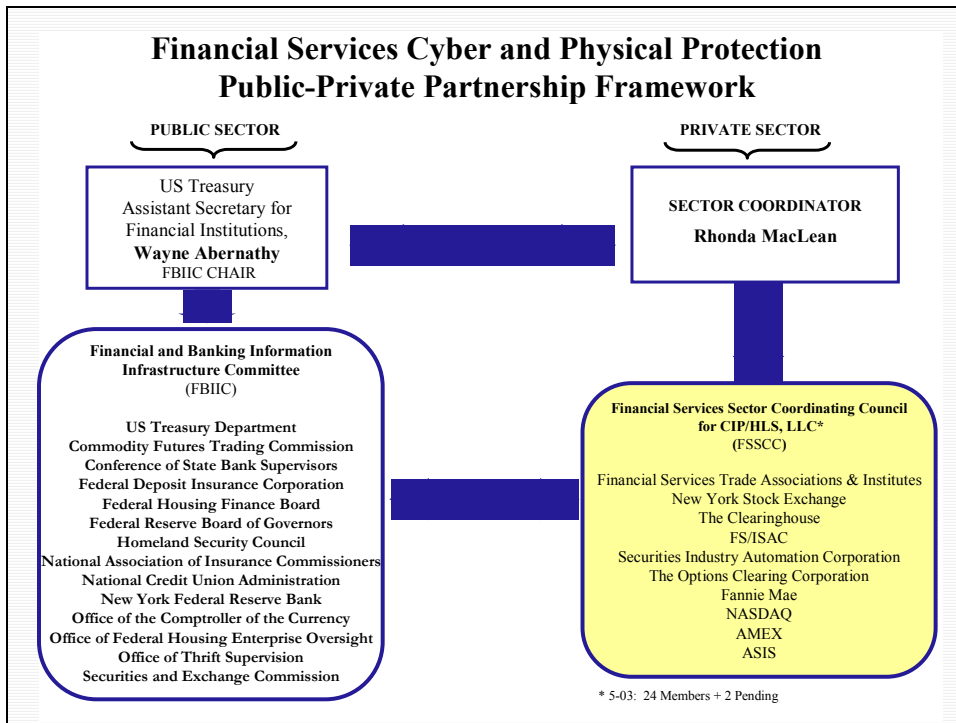 Financial Services Cyber and Physical Protection
Public-Private Partnership Framework
PUBLIC SECTOR
US Treasury
Assistant Secretary for
Financial Institutions,
Wayne Abernathy
FBIIC CHAIR
Financial and Banking Information
Infrastructure Committee
(FBIIC)
US Treasury Department
Commodity Futures Trading Commission
Conference of State Bank Supervisors
Federal Deposit Insurance Corporation
Federal Housing Finance Board
Federal Reserve Board of Governors
Homeland Security Council
National Association of Insurance Commissioners
National Credit Union Administration
New York Federal Reserve Bank
Office of the Comptroller of the Currency
Office of Federal Housing Enterprise Oversight
Office of Thrift Supervision
Securities and Exchange Commission
PRIVATE SECTOR
SECTOR COORDINATOR
Rhonda MacLean
Financial Services Sector Coordinating Council
for CIP/HLS, LLC*
(FSSCC)
Financial Services Trade Associations & Institutes
New York Stock Exchange
The Clearinghouse
FS/ISAC
Securities Industry Automation Corporation
The Options Clearing Corporation
Fannie Mae
NASDAQ
AMEX
ASIS
* 5-03: 24 Members + 2 Pending